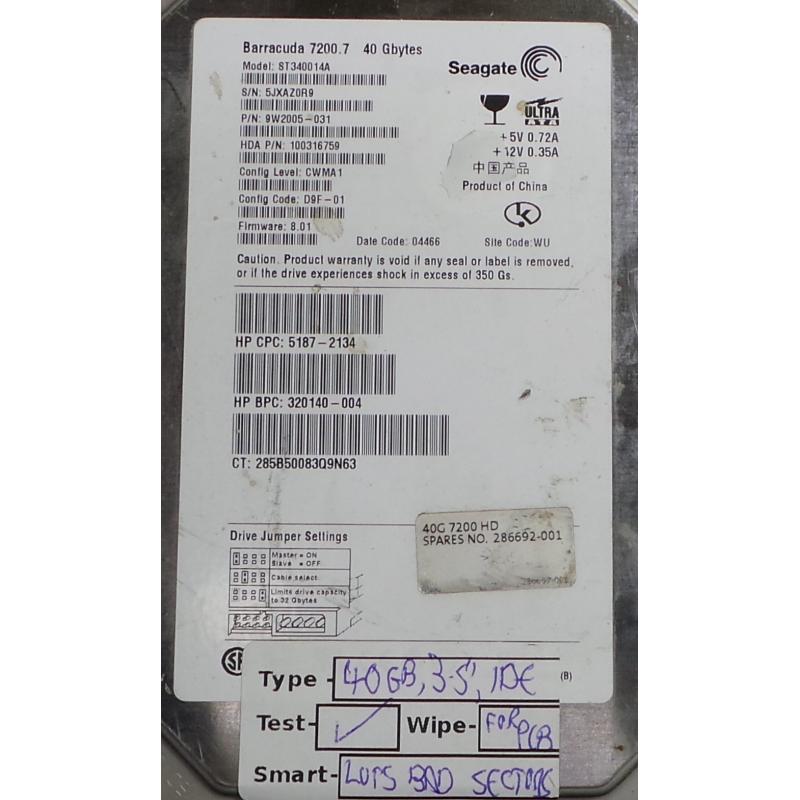 Barracuda 7200.7 40 Gbytes
Model: ST340014A
Seagate
S/N: 5JXAZ0R9
P/N: 9W2005-031
ULTRA
ATA
HDA P/N: 100316759
+5V 0.72A
+12V 0.35A
中国产品
Config Level: CWMA1
Product of China
Config Code: D9F-01
Firmware: 8.01
Date Code: 04466
Site Code: WU
Caution. Product warranty is void if any seal or label is removed,
or if the drive experiences shock in excess of 350 Gs.
HP CPC: 5187-2134
HP BPC: 320140-004
CT: 285B50083Q9N63
40G 7200 HD
SPARES NO. 286692-001
286692-001
Drive Jumper Settings
Master = ON
Slave = OFF
Cable select
Limits drive capacity
to 32 Gbytes
Type - 40GB, 3.5", IDE
(B)
Test- ✓ Wipe- FOR PCB
Smart- LOTS BAD SECTORS